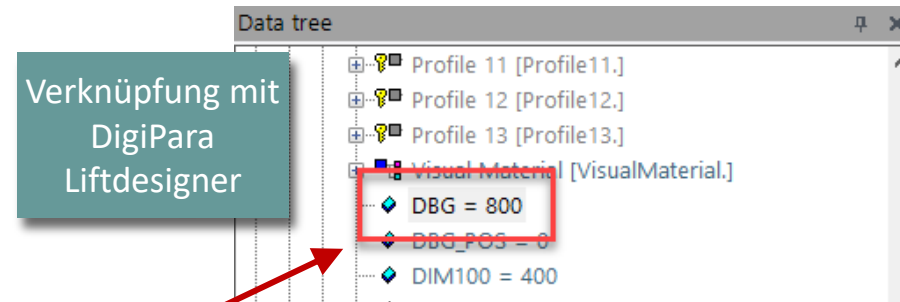 Data tree
Verknüpfung mit
DigiPara
Liftdesigner
Profile 11 [Profile11.]
Profile 12 [Profile12.]
Profile 13 [Profile13.]
Visual Material [VisualMaterial.]
DBG = 800
DBG_POS = 0
DIM100 = 400